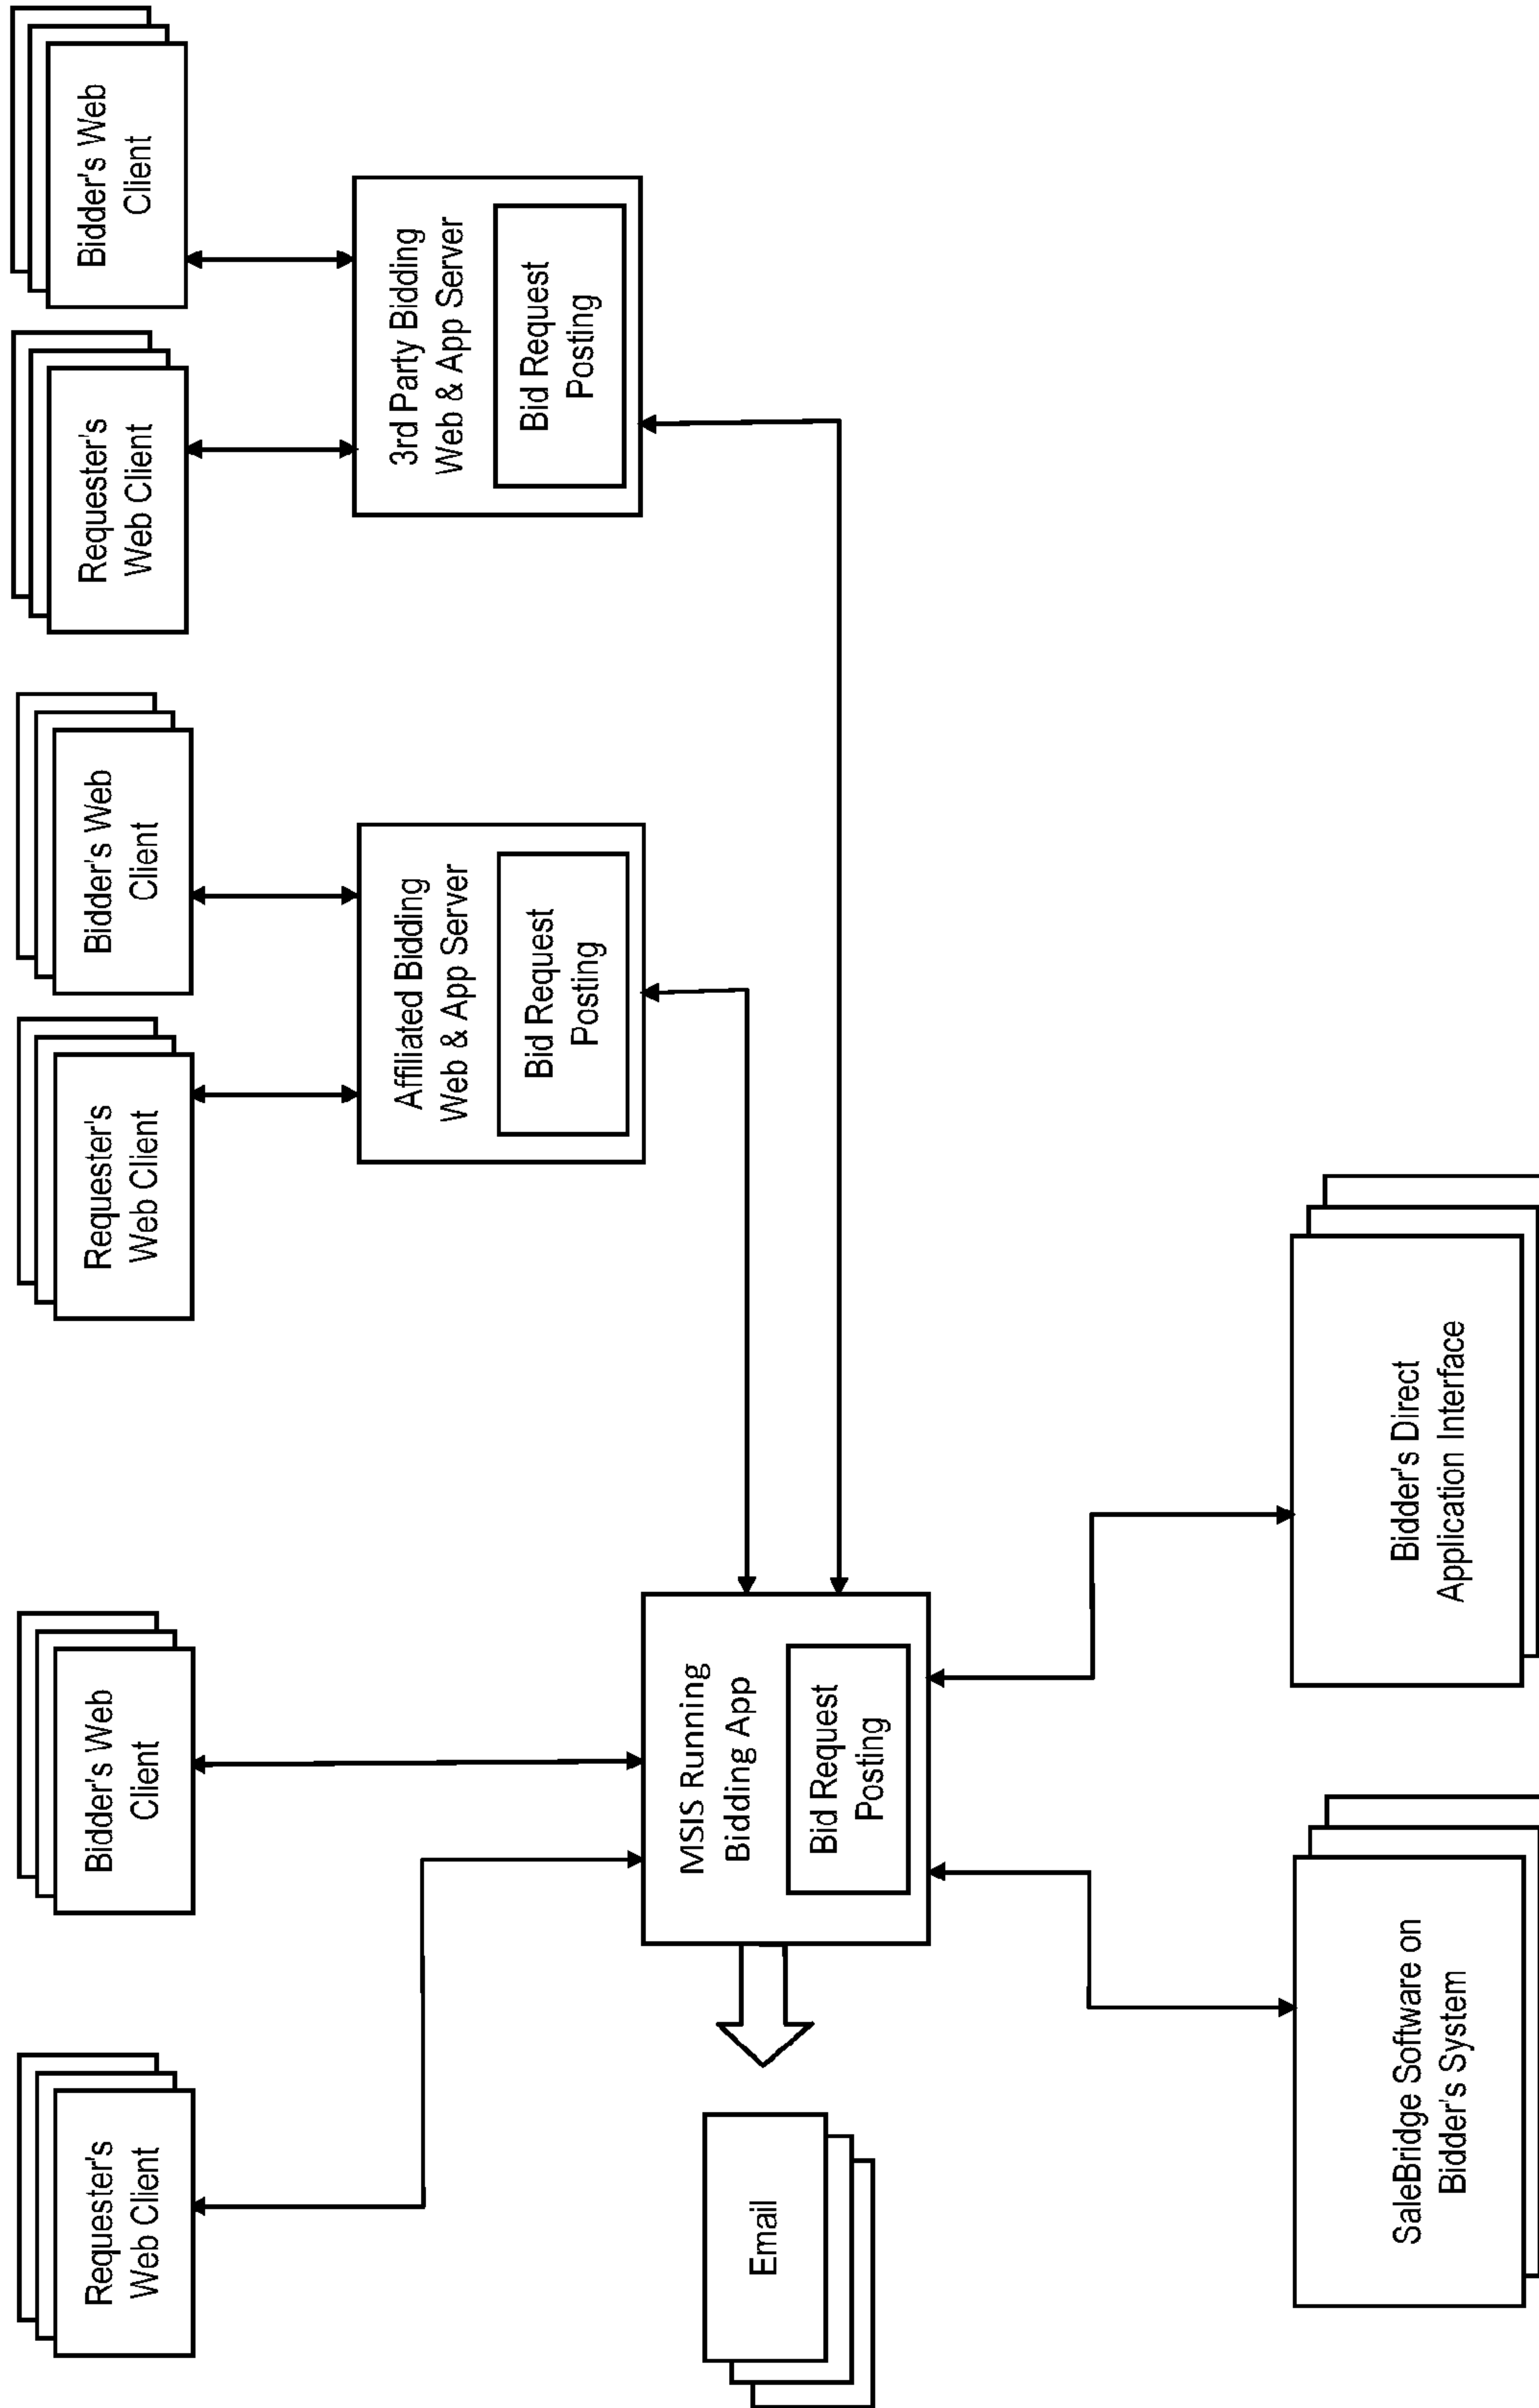 Requester's
Web Client
Bidder's Web
Client
Requester's
Web Client
Bidder's Web
Client
Requester's
Web Client
Bidder's Web
Client
Affiliated Bidding
Web & App Server
Bid Request
Posting
3rd Party Bidding
Web & App Server
Bid Request
Posting
Email
MSIS Running
Bidding App
Bid Request
Posting
SaleBridge Software on
Bidder's System
Bidder's Direct
Application Interface